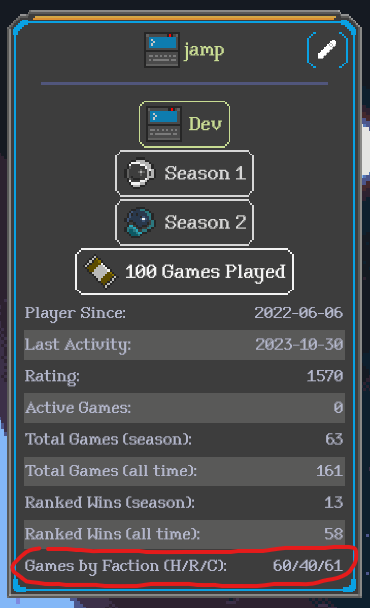 jamp
Dev
Season 1
Season 2
100 Games Played
Player Since: 2022-06-06
Last Activity: 2023-10-30
Rating: 1570
Active Games: 0
Total Games (season): 63
Total Games (all time): 161
Ranked Wins (season): 13
Ranked Wins (all time): 58
Games by Faction (H/R/C): 60/40/61